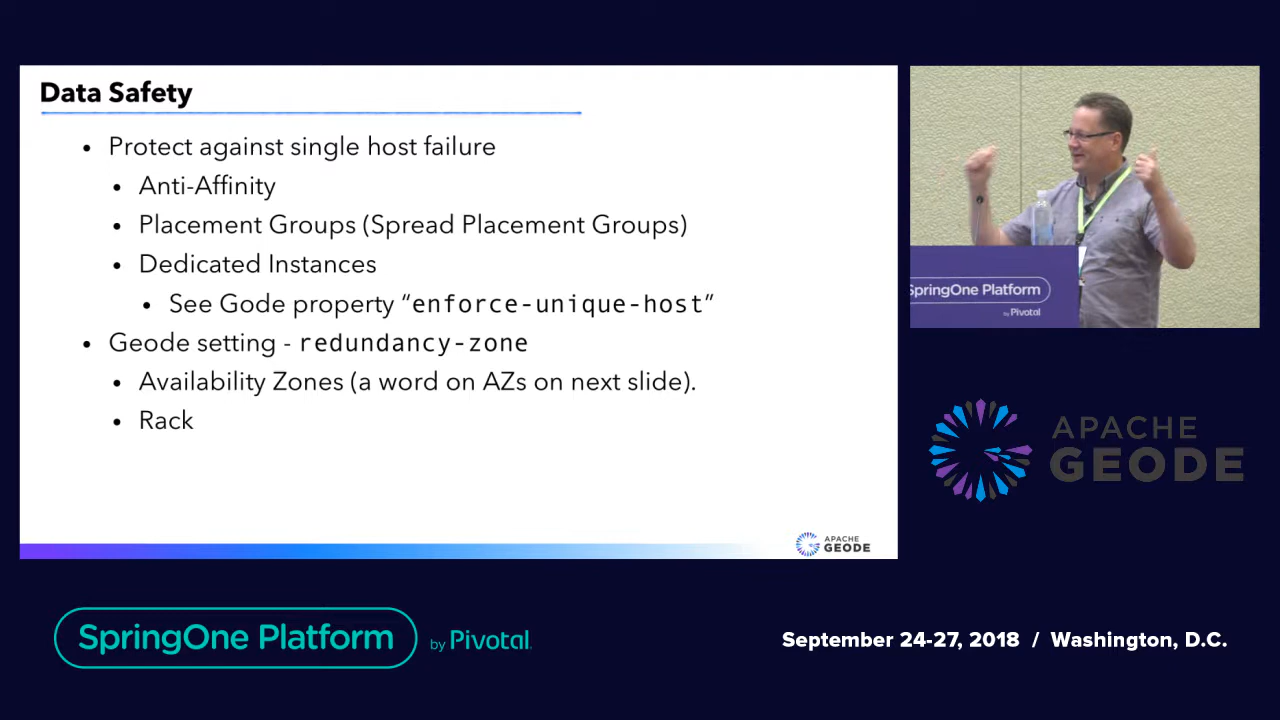 Data Safety
• Protect against single host failure
• Anti-Affinity
• Placement Groups (Spread Placement Groups)
• Dedicated Instances
• See Gode property “enforce-unique-host”
• Geode setting - redundancy-zone
• Availability Zones (a word on AZs on next slide).
• Rack
APACHE
GEODE
SpringOne Platform
by Pivotal
APACHE
GEODE
SpringOne Platform by Pivotal
September 24-27, 2018 / Washington, D.C.